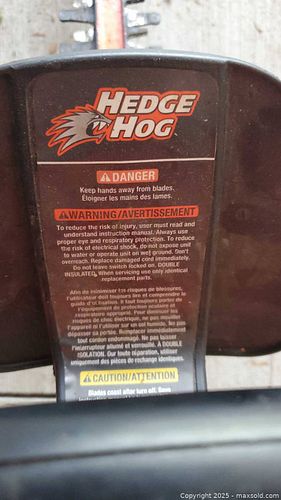 HEDGE
HOG
DANGER
Keep hands away from blades.
Éloigner les mains des lames.
WARNING/AVERTISSEMENT
To reduce the risk of injury, user must read and
understand instruction manual. Always use
proper eye and respiratory protection. To reduce
the risk of electrical shock, do not expose unit
to water or operate unit on wet ground. Don't
overreach. Replace damaged cord immediately.
Do not leave switch locked on. DOUBLE
INSULATED. When servicing use only identical
replacement parts.
Afin de minimiser les risques de blessures,
l'utilisateur doit toujours lire et comprendre le
guide d'utilisation. Il faut toujours porter de
l'équipement de protection oculaire et
respiratoire approprié. Pour diminuer les
risques de choc électrique, ne pas mouiller
l'appareil ni l'utiliser sur un sol humide. Ne pas
dépasser sa portée. Remplacer immédiatement
tout cordon endommagé. Ne pas laisser
l'interrupteur allumé et verrouillé. À DOUBLE
ISOLATION. Pour toute réparation, utiliser
uniquement des pièces de rechange identiques.
CAUTION/ATTENTION
Blades coast after turn off. Sous
Copyright © 2025 - maxsold.com